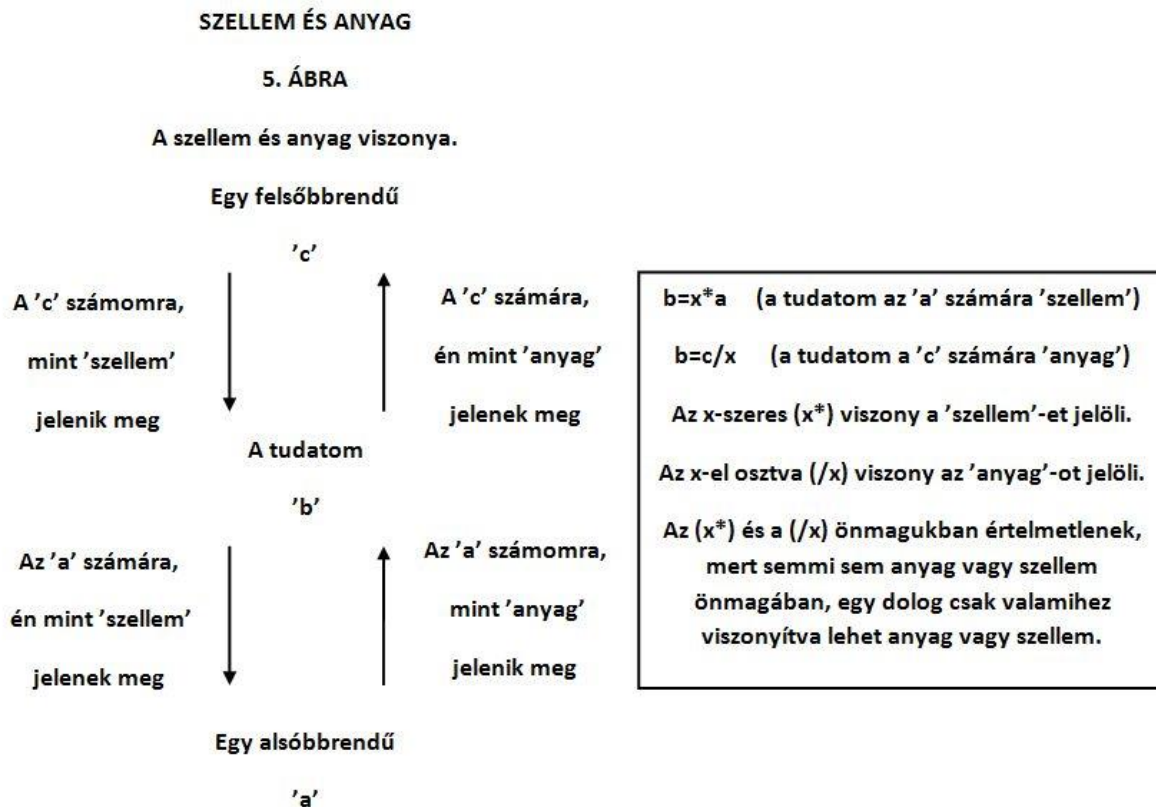 SZELLEM ÉS ANYAG
5. ÁBRA
A szellem és anyag viszonya.
Egy felsőbbrendű
’c’
A ’c’ számomra,
mint ’szellem’
jelenik meg
A ’c’ számára,
én mint ’anyag’
jelenek meg
A tudatom
’b’
Az ’a’ számára,
én mint ’szellem’
jelenek meg
Az ’a’ számomra,
mint ’anyag’
jelenik meg
Egy alsóbbrendű
’a’
b=x*a (a tudatom az ’a’ számára ’szellem’)
b=c/x (a tudatom a ’c’ számára ’anyag’)
Az x-szeres (x*) viszony a ’szellem’-et jelöli.
Az x-el osztva (/x) viszony az ’anyag’-ot jelöli.
Az (x*) és a (/x) önmagukban értelmetlenek,
mert semmi sem anyag vagy szellem
önmagában, egy dolog csak valamihez
viszonyítva lehet anyag vagy szellem.